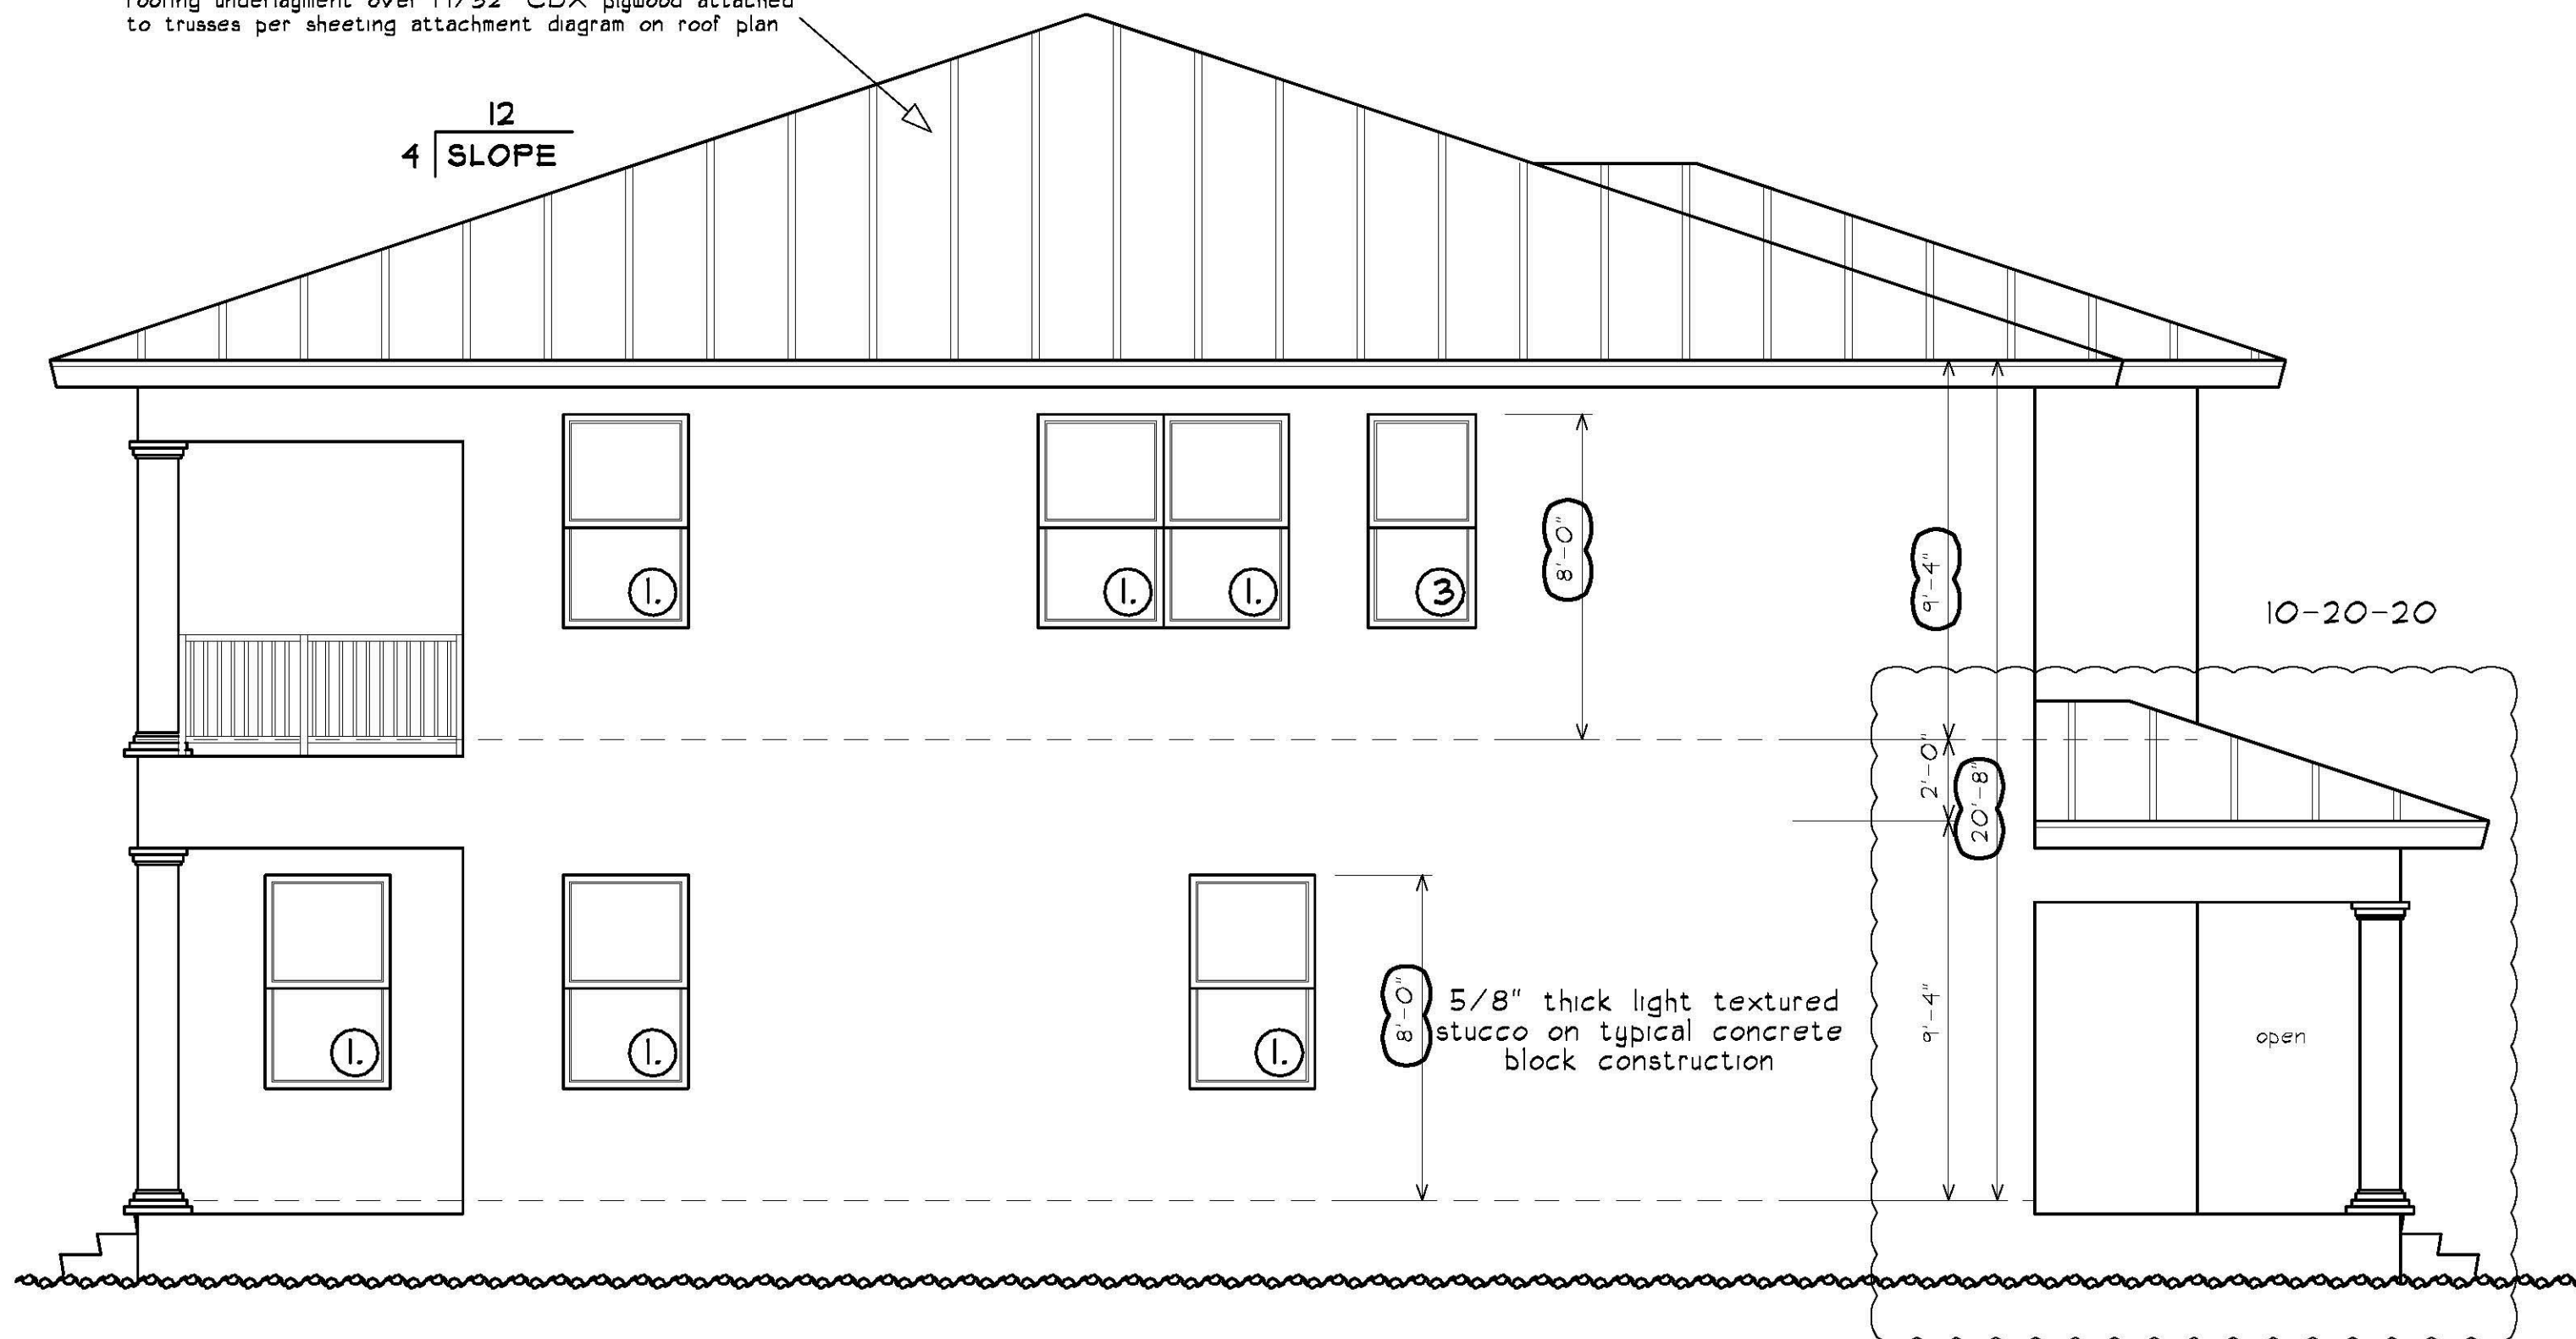 roofing underlayment over 19/32" CDX plywood attached
to trusses per sheeting attachment diagram on roof plan
12
4 SLOPE
1.
1.
1.
3
8'-0"
9'-4"
10-20-20
2'-0"
20'-8"
1.
1.
1.
8'-0"
5/8" thick light textured
stucco on typical concrete
block construction
9'-4"
open